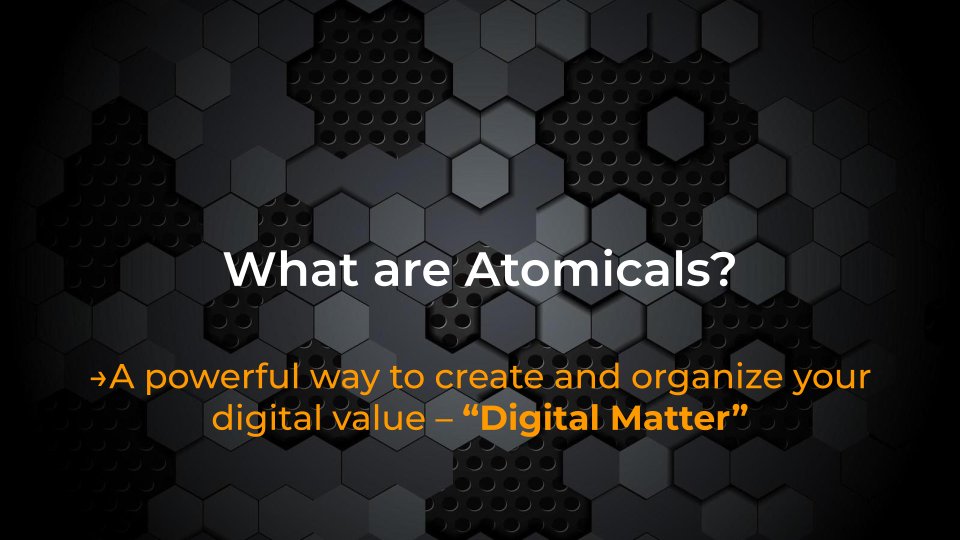 What are Atomicals?
→A powerful way to create and organize your
digital value – “Digital Matter”